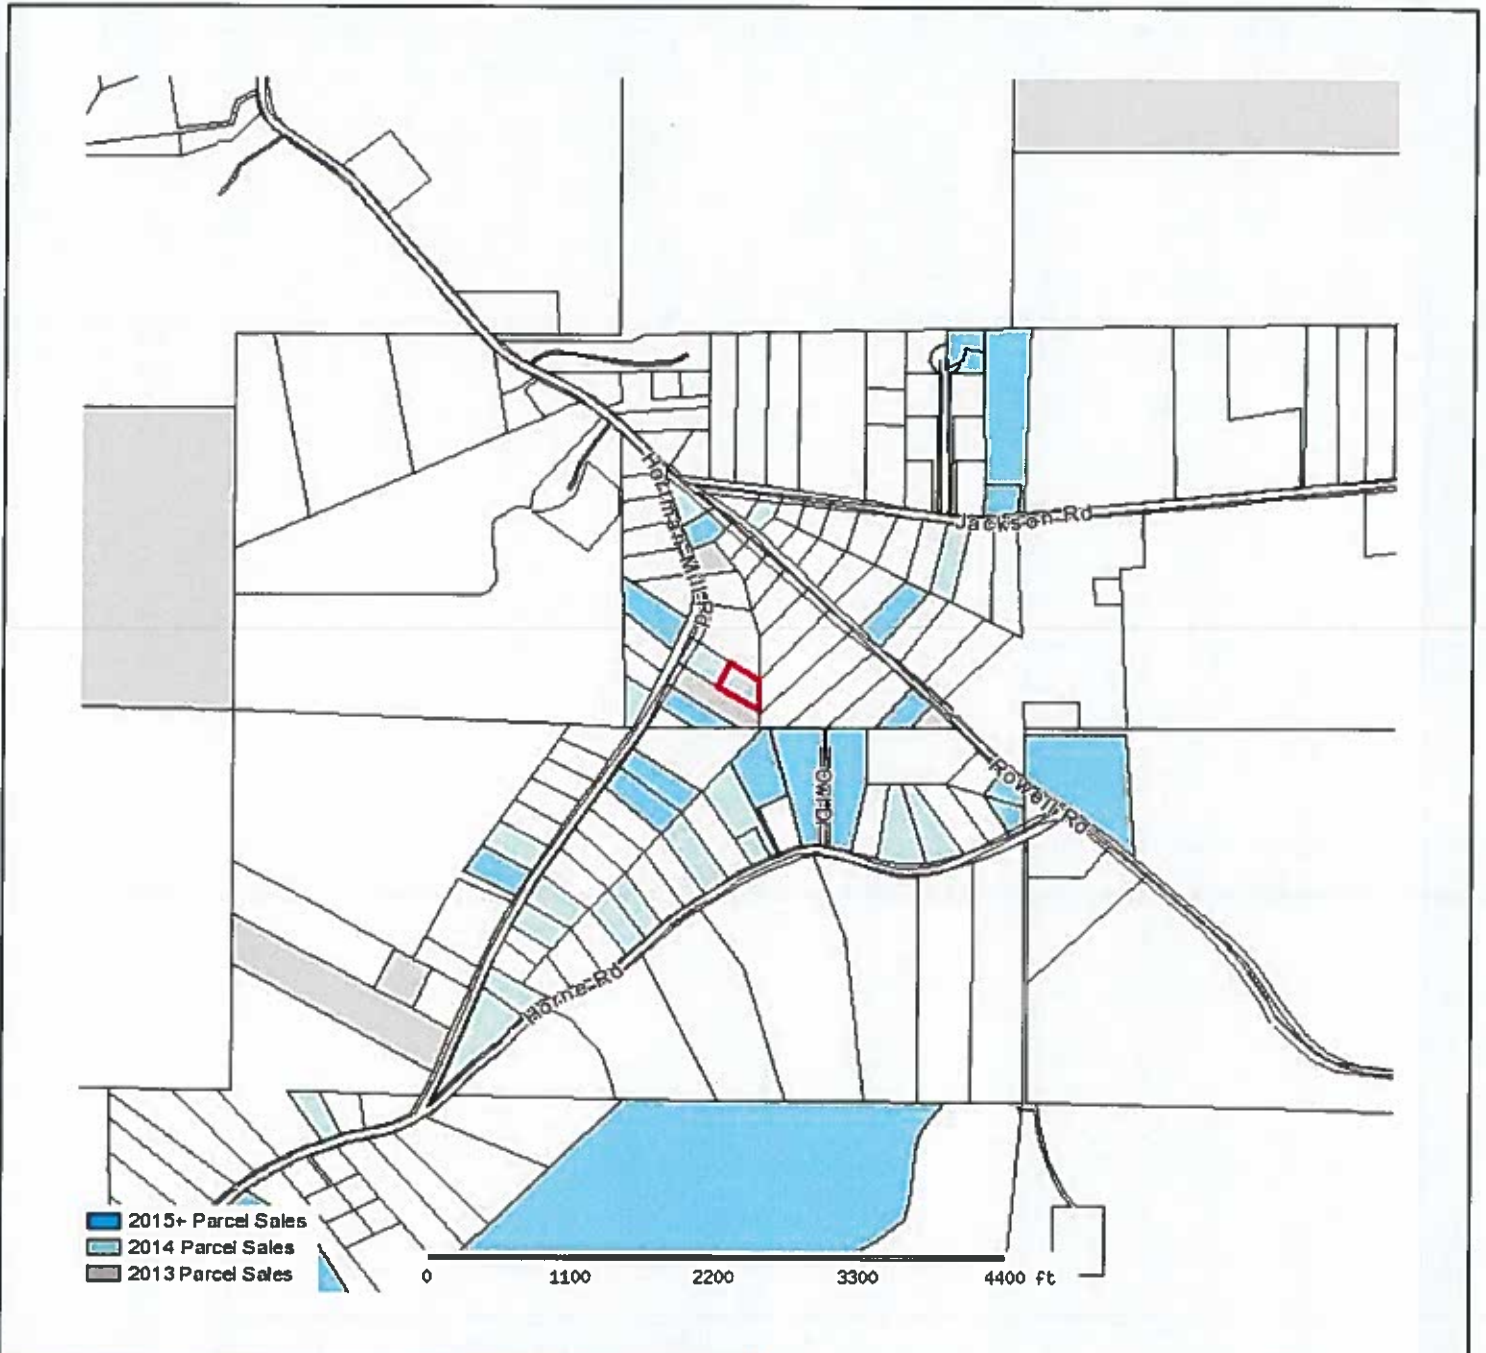 Jackson Rd
Rowell Rd
Horne Rd
2015+ Parcel Sales
2014 Parcel Sales
2013 Parcel Sales
0 1100 2200 3300 4400 ft